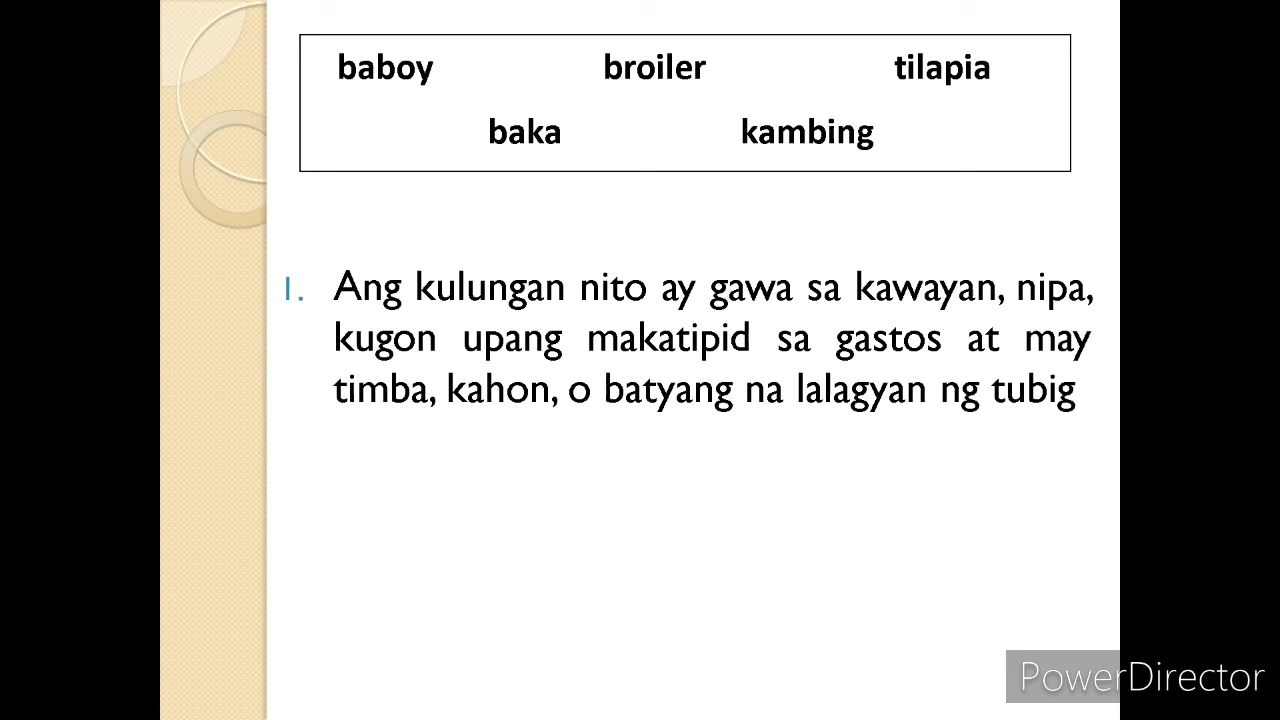 baboy broiler tilapia
baka kambing
1. Ang kulungan nito ay gawa sa kawayan, nipa,
kugon upang makatipid sa gastos at may
timba, kahon, o batyang na lalagyan ng tubig
PowerDirector